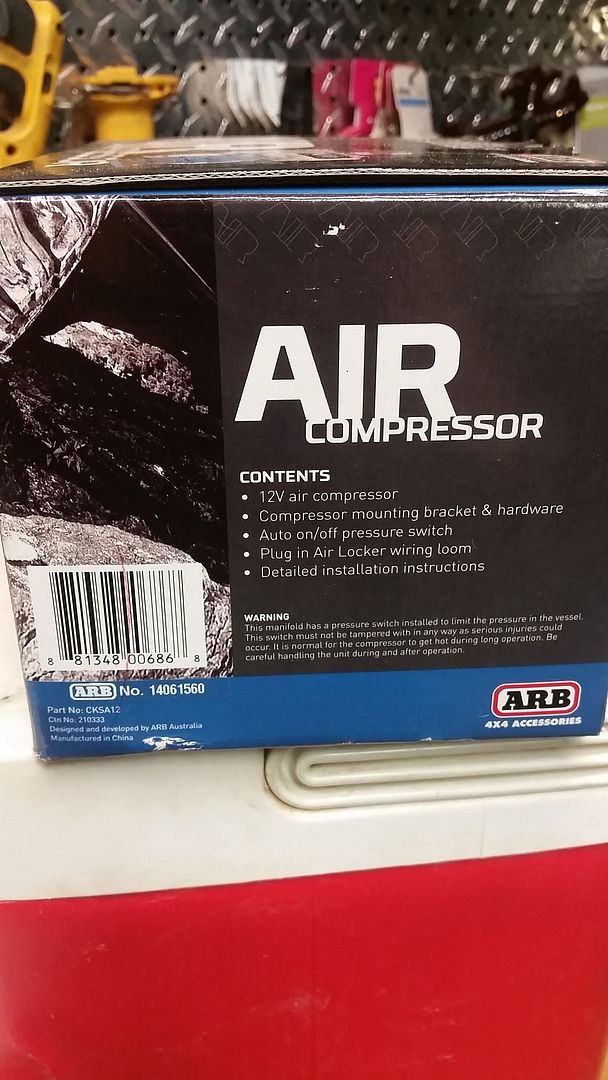 AIR
COMPRESSOR
CONTENTS
• 12V air compressor
• Compressor mounting bracket & hardware
• Auto on/off pressure switch
• Plug in Air Locker wiring loom
• Detailed installation instructions
WARNING
This manifold has a pressure switch installed to limit the pressure in the vessel.
This switch must not be tampered with in any way as serious injuries could
occur. It is normal for the compressor to get hot during long operation. Be
careful handling the unit during and after operation.
8 81348 00686 8
ARB No. 14061560
Part No: CKSA12
Ctn No: 210333
Designed and developed by ARB Australia
Manufactured in China
ARB
4X4 ACCESSORIES